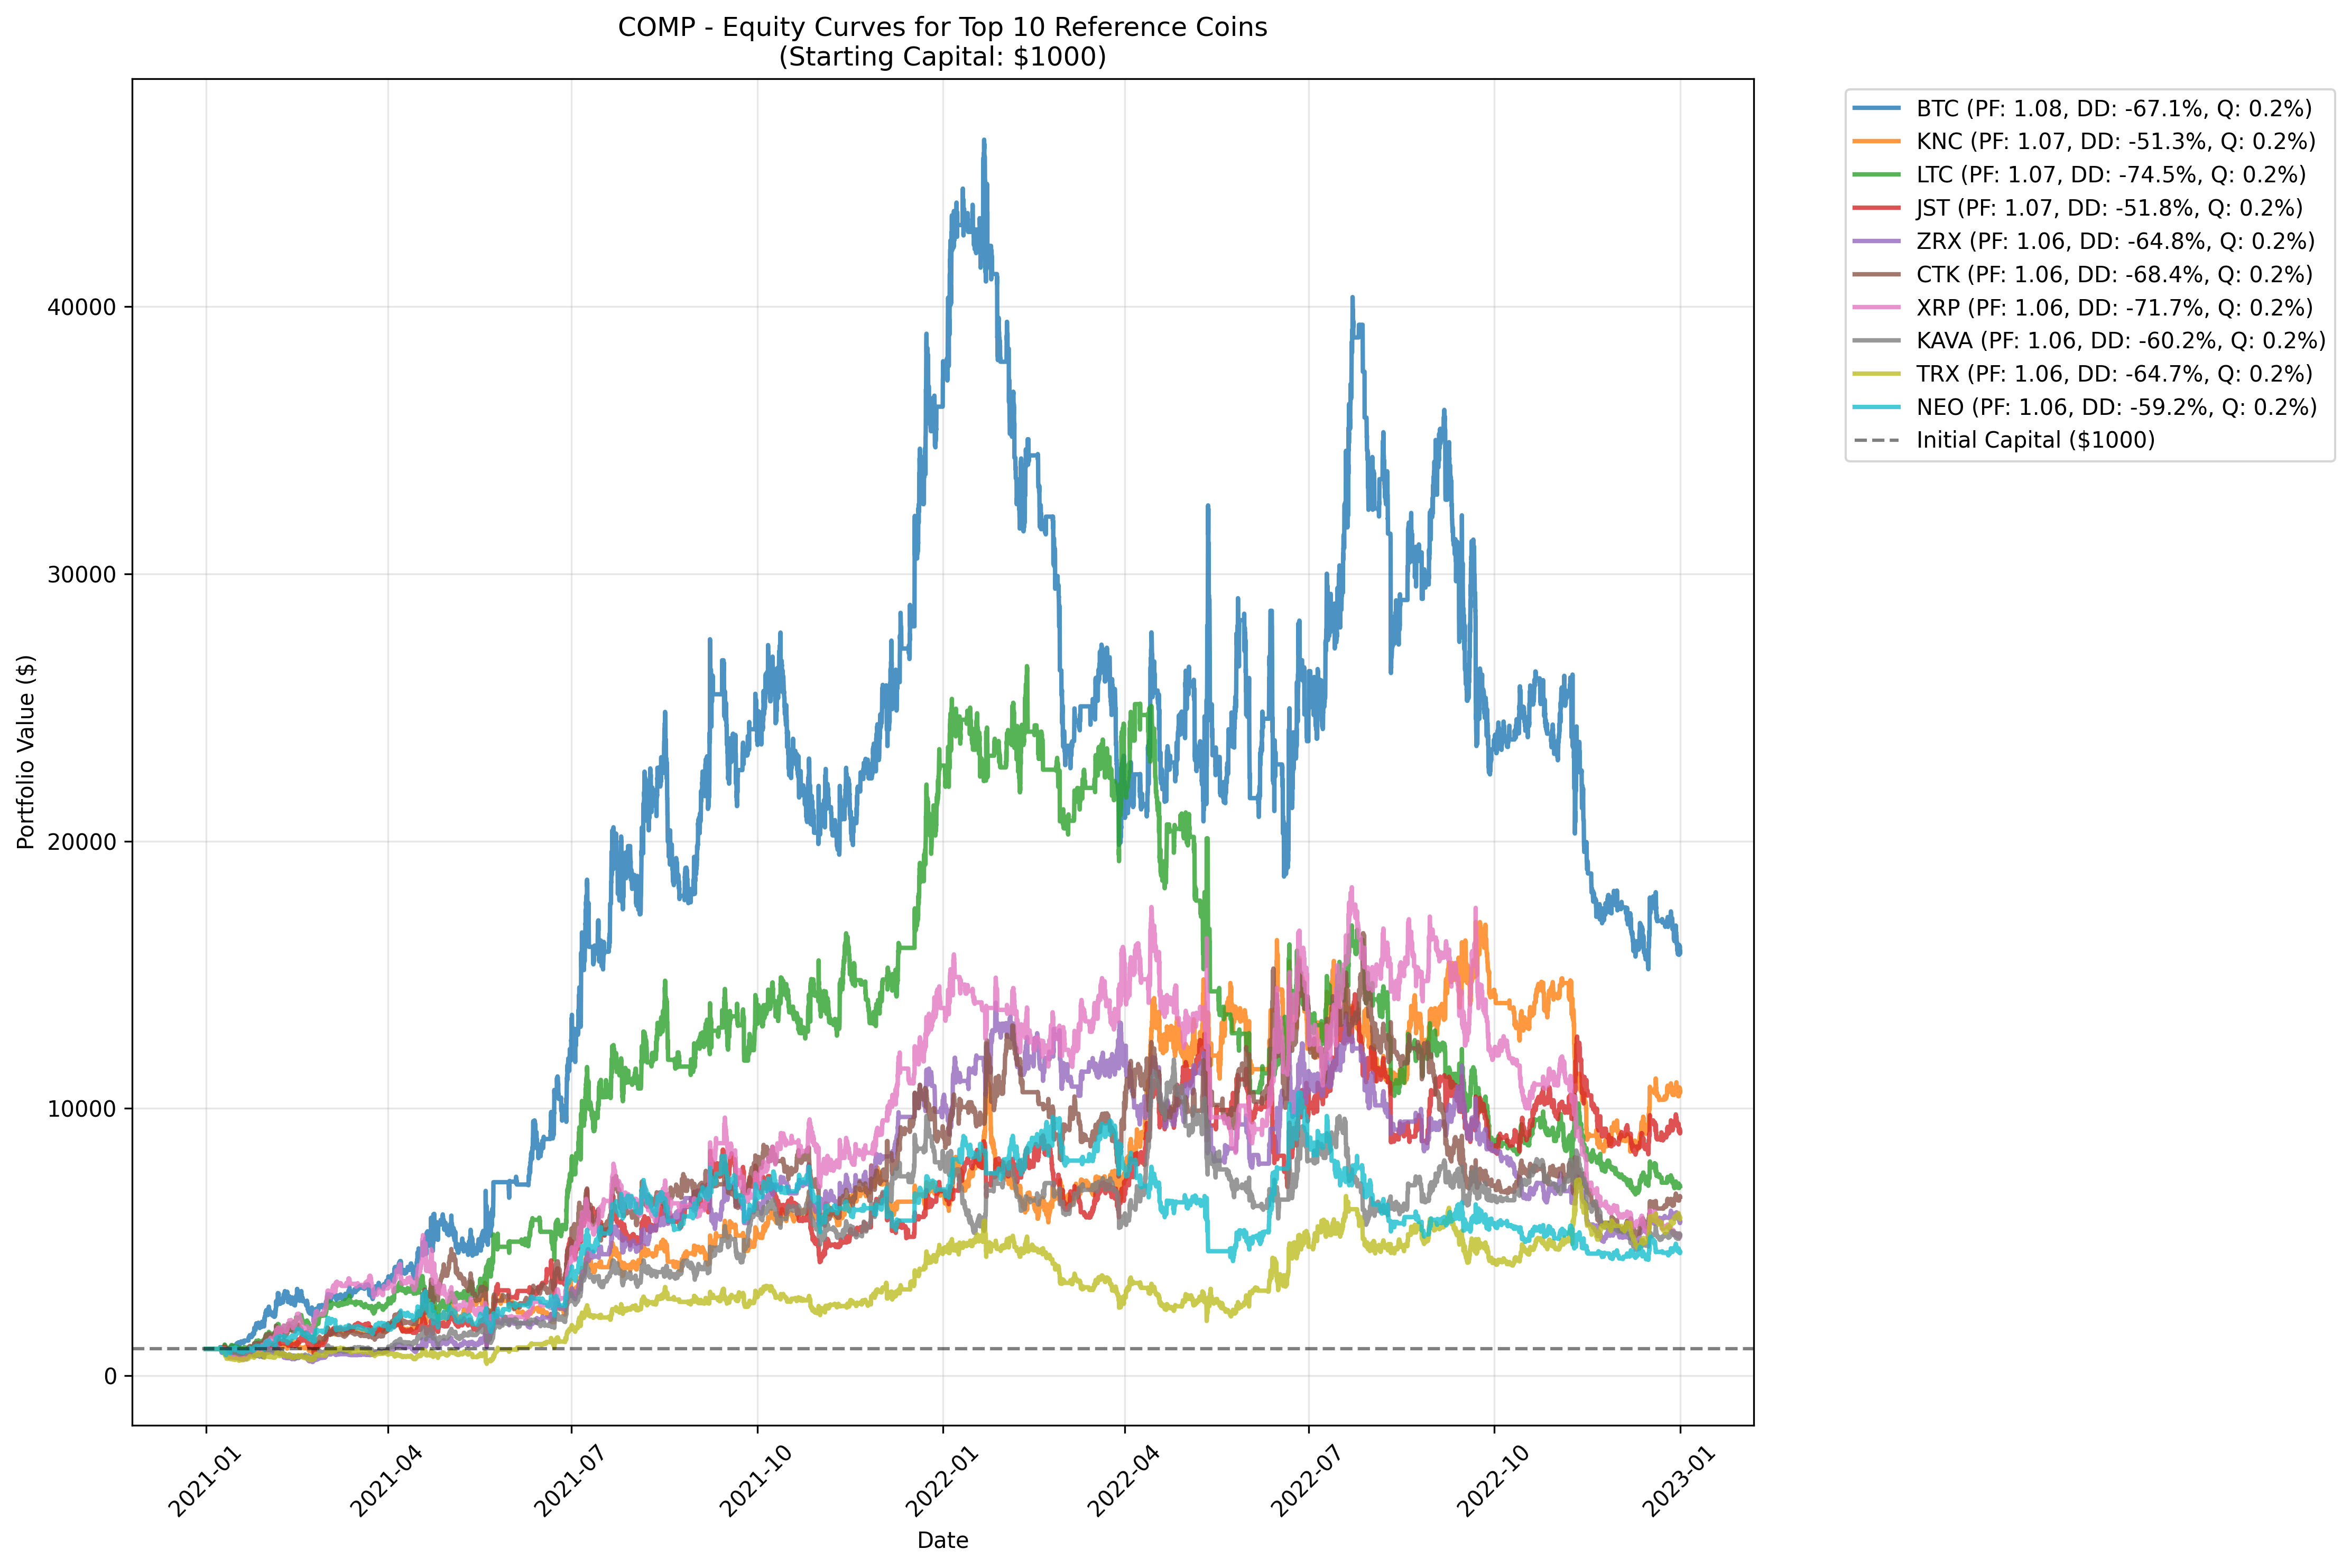 COMP - Equity Curves for Top 10 Reference Coins
(Starting Capital: $1000)
BTC (PF: 1.08, DD: -67.1%, Q: 0.2%)
KNC (PF: 1.07, DD: -51.3%, Q: 0.2%)
LTC (PF: 1.07, DD: -74.5%, Q: 0.2%)
JST (PF: 1.07, DD: -51.8%, Q: 0.2%)
ZRX (PF: 1.06, DD: -64.8%, Q: 0.2%)
CTK (PF: 1.06, DD: -68.4%, Q: 0.2%)
XRP (PF: 1.06, DD: -71.7%, Q: 0.2%)
KAVA (PF: 1.06, DD: -60.2%, Q: 0.2%)
TRX (PF: 1.06, DD: -64.7%, Q: 0.2%)
NEO (PF: 1.06, DD: -59.2%, Q: 0.2%)
Initial Capital ($1000)
Portfolio Value ($)
40000
30000
20000
10000
0
2021-01
2021-04
2021-07
2021-10
2022-01
2022-04
2022-07
2022-10
2023-01
Date